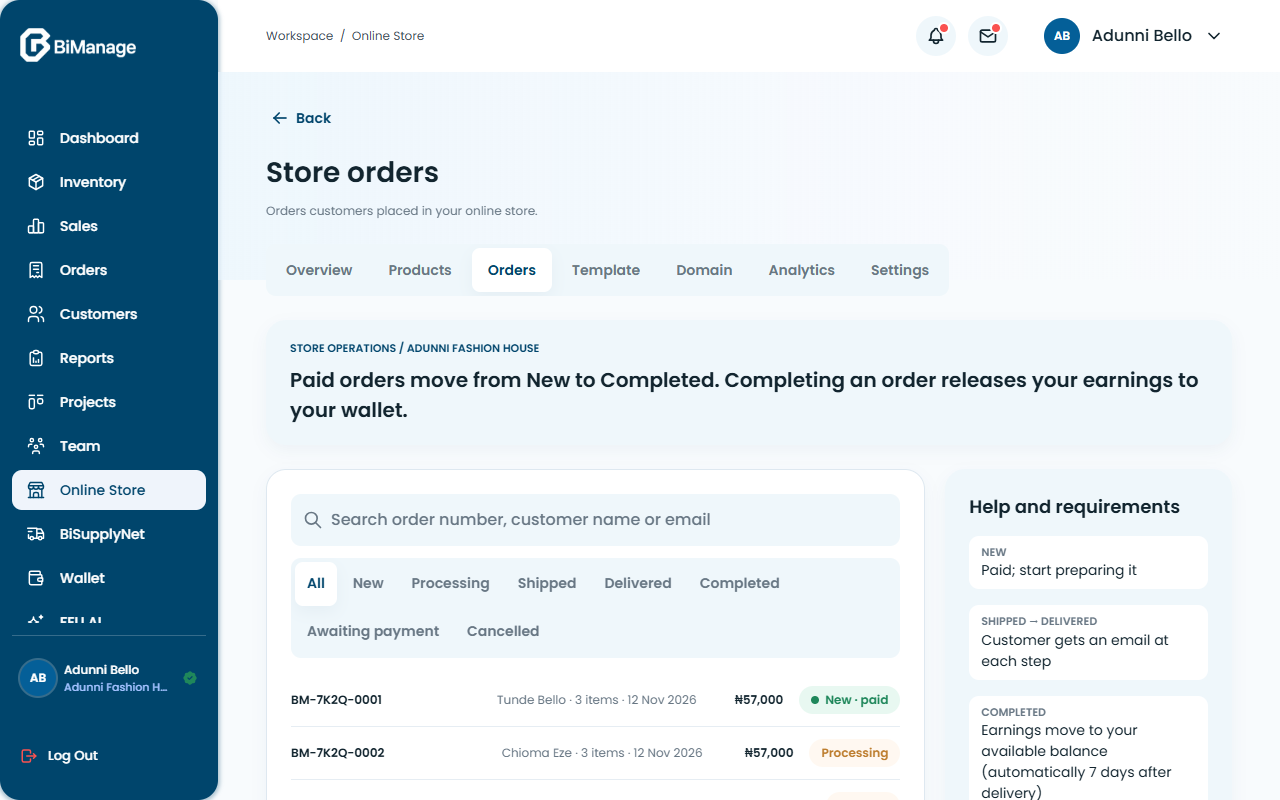 BiManage
Workspace / Online Store
AB
Adunni Bello
Dashboard
Inventory
Sales
Orders
Customers
Reports
Projects
Team
Online Store
BiSupplyNet
Wallet
AB
Adunni Bello
Adunni Fashion H...
Log Out
Back
Store orders
Orders customers placed in your online store.
Overview
Products
Orders
Template
Domain
Analytics
Settings
STORE OPERATIONS / ADUNNI FASHION HOUSE
Paid orders move from New to Completed. Completing an order releases your earnings to
your wallet.
Search order number, customer name or email
All
New
Processing
Shipped
Delivered
Completed
Awaiting payment
Cancelled
BM-7K2Q-0001
Tunde Bello · 3 items · 12 Nov 2026
₦57,000
New · paid
BM-7K2Q-0002
Chioma Eze · 3 items · 12 Nov 2026
₦57,000
Processing
Help and requirements
NEW
Paid; start preparing it
SHIPPED → DELIVERED
Customer gets an email at
each step
COMPLETED
Earnings move to your
available balance
(automatically 7 days after
delivery)